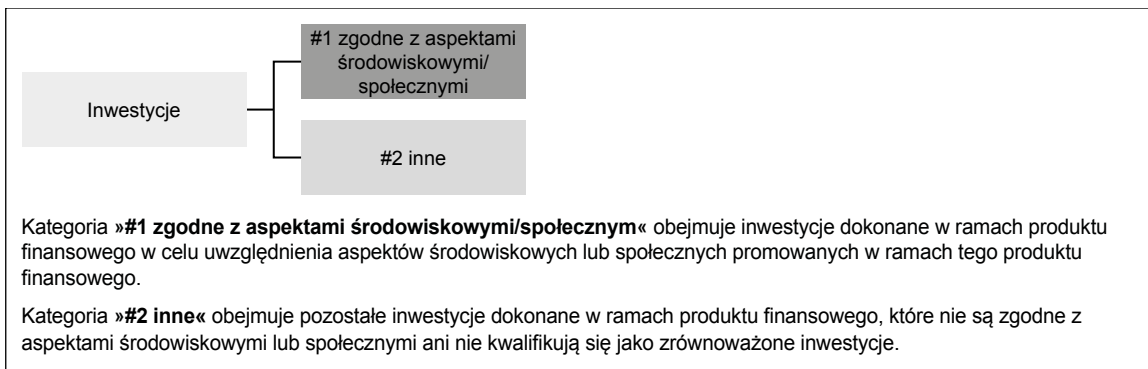 #1 zgodne z aspektami
środowiskowymi/
społecznymi
Inwestycje
#2 inne
Kategoria »#1 zgodne z aspektami środowiskowymi/społecznym« obejmuje inwestycje dokonane w ramach produktu
finansowego w celu uwzględnienia aspektów środowiskowych lub społecznych promowanych w ramach tego produktu
finansowego.
Kategoria »#2 inne« obejmuje pozostałe inwestycje dokonane w ramach produktu finansowego, które nie są zgodne z
aspektami środowiskowymi lub społecznymi ani nie kwalifikują się jako zrównoważone inwestycje.